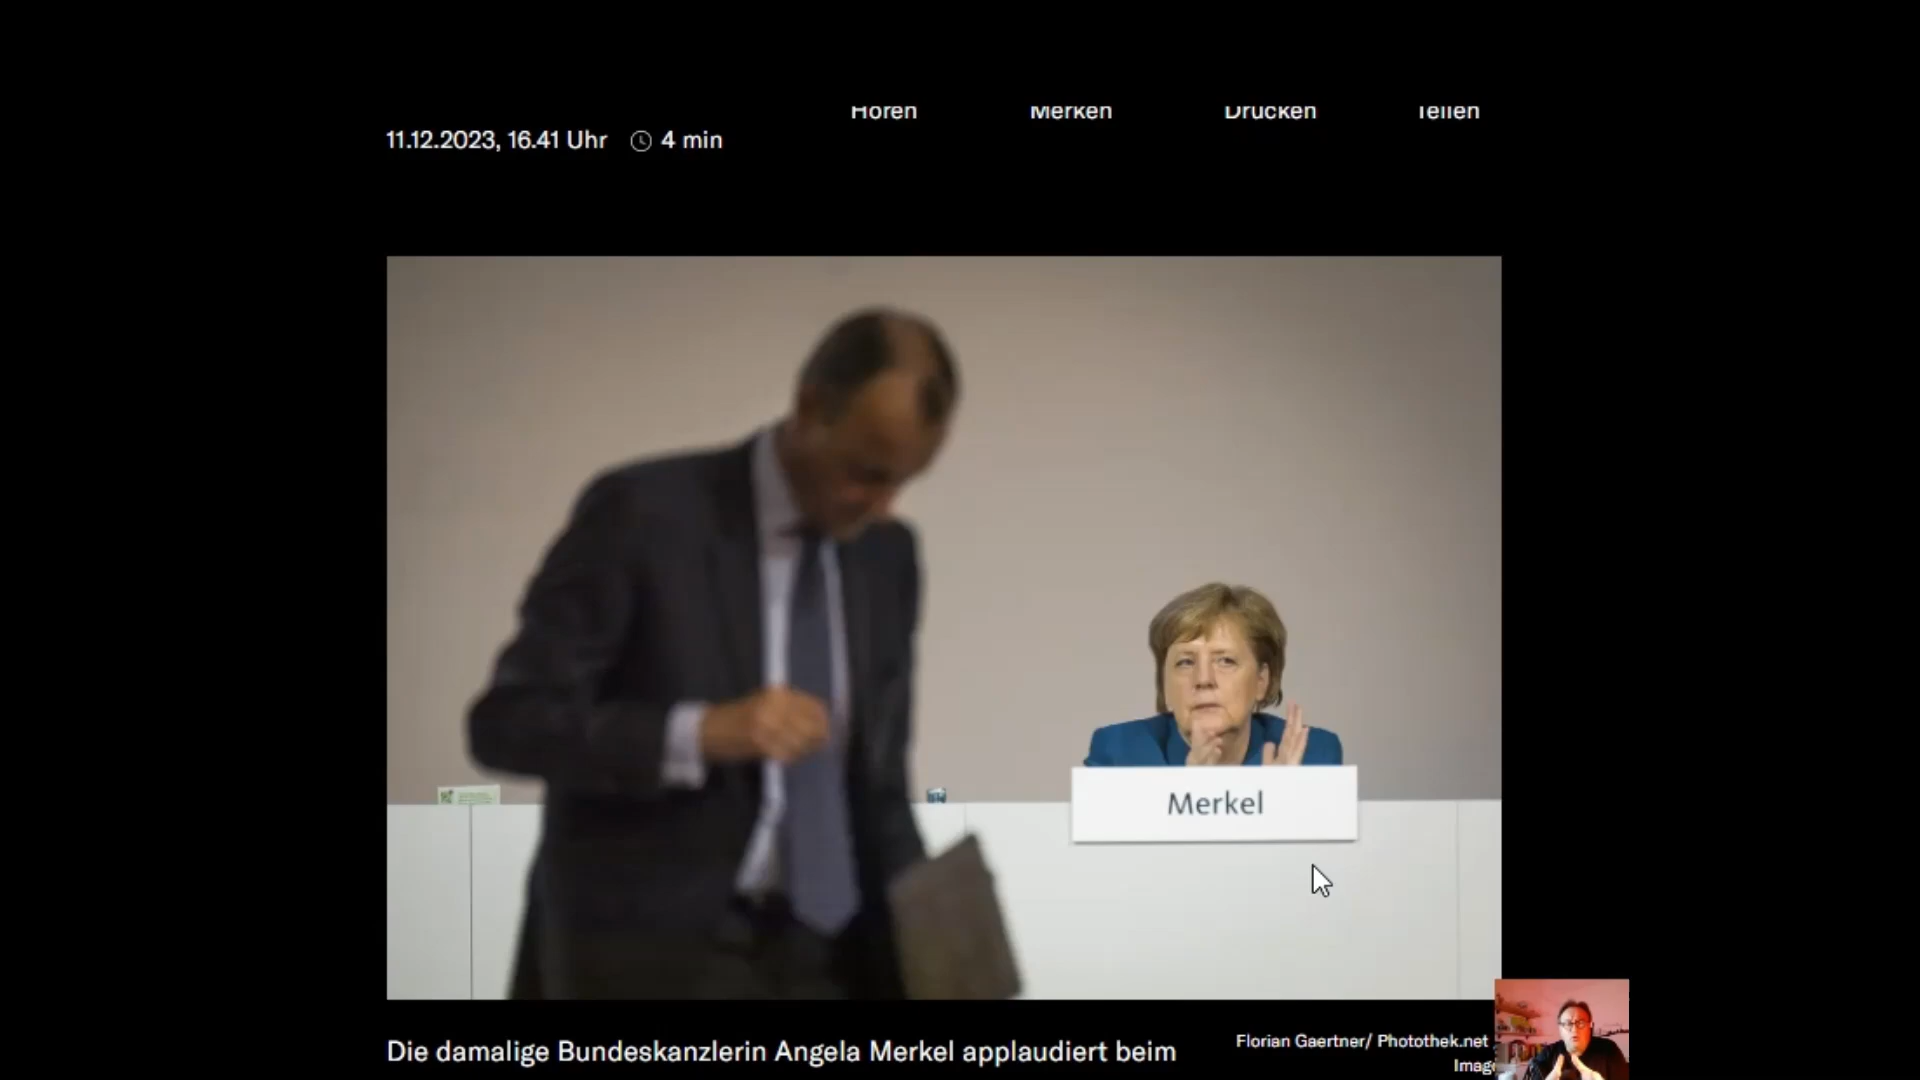 Hören Merken Drucken Teilen
11.12.2023, 16.41 Uhr 4 min
Merkel
Die damalige Bundeskanzlerin Angela Merkel applaudiert beim
Florian Gaertner/ Photothek.net